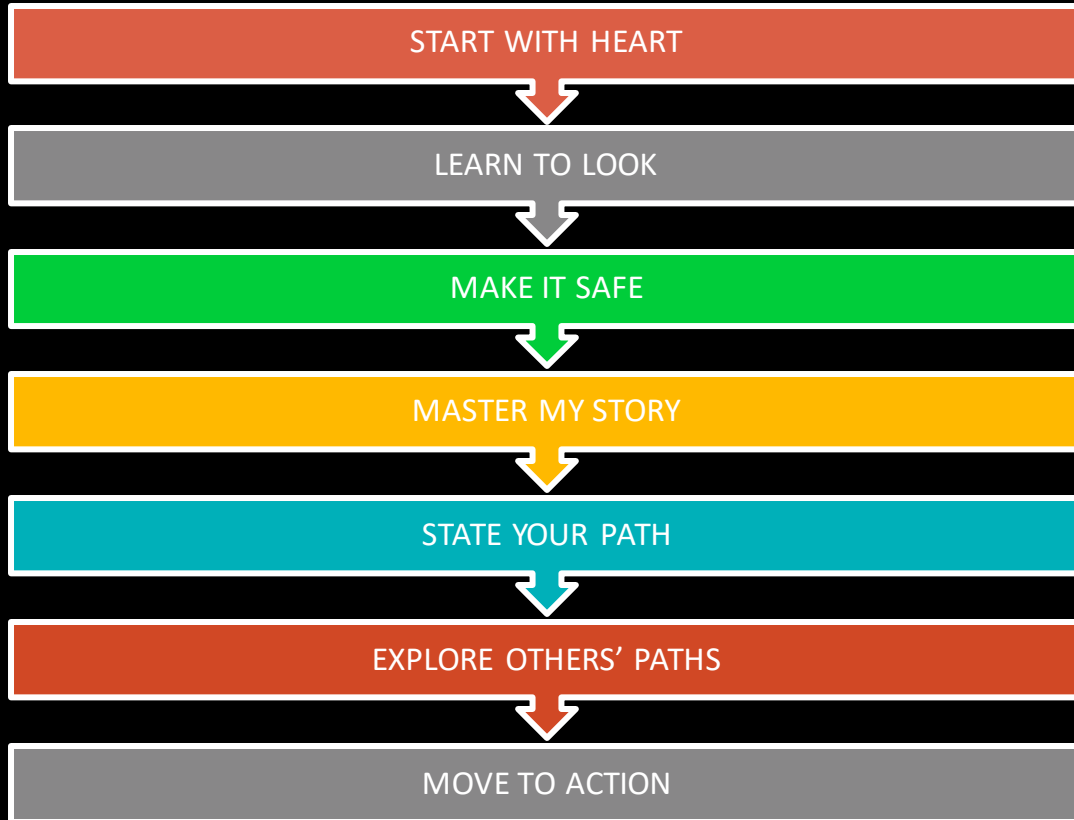 START WITH HEART
LEARN TO LOOK
MAKE IT SAFE
MASTER MY STORY
STATE YOUR PATH
EXPLORE OTHERS’ PATHS
MOVE TO ACTION